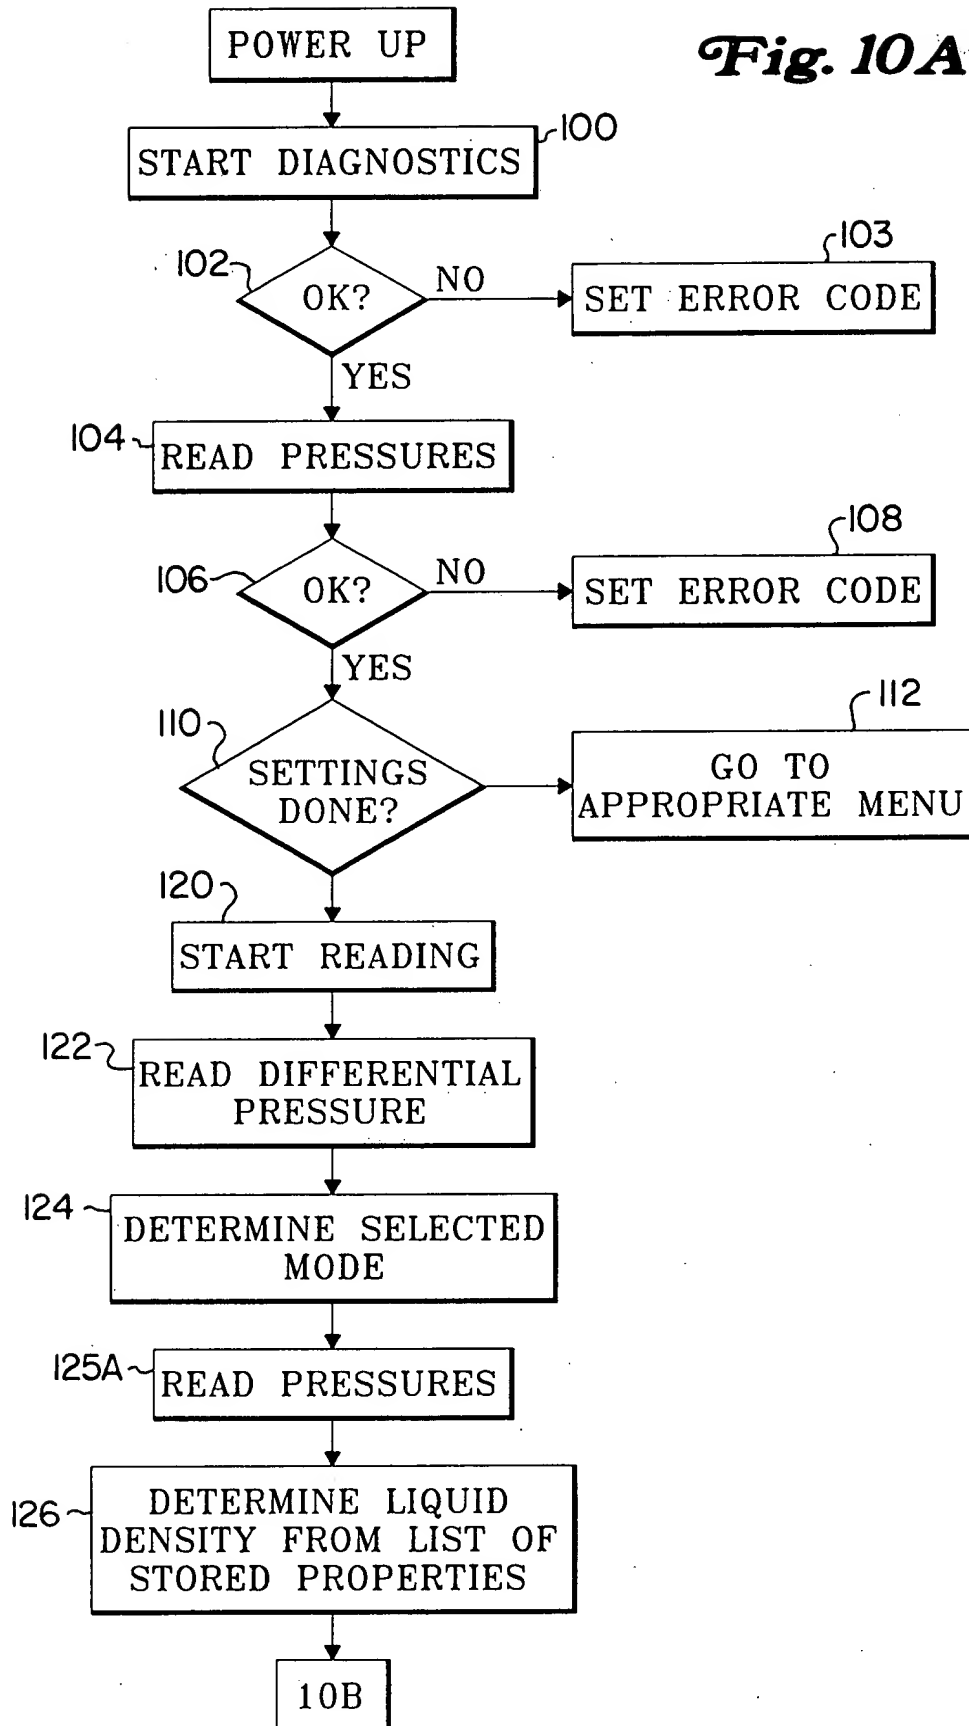 Fig. 10A
POWER UP
100
START DIAGNOSTICS
102
OK?
NO
103
SET ERROR CODE
YES
104
READ PRESSURES
106
OK?
NO
108
SET ERROR CODE
YES
110
SETTINGS
DONE?
112
GO TO
APPROPRIATE MENU
120
START READING
122
READ DIFFERENTIAL
PRESSURE
124
DETERMINE SELECTED
MODE
125A
READ PRESSURES
126
DETERMINE LIQUID
DENSITY FROM LIST OF
STORED PROPERTIES
10B